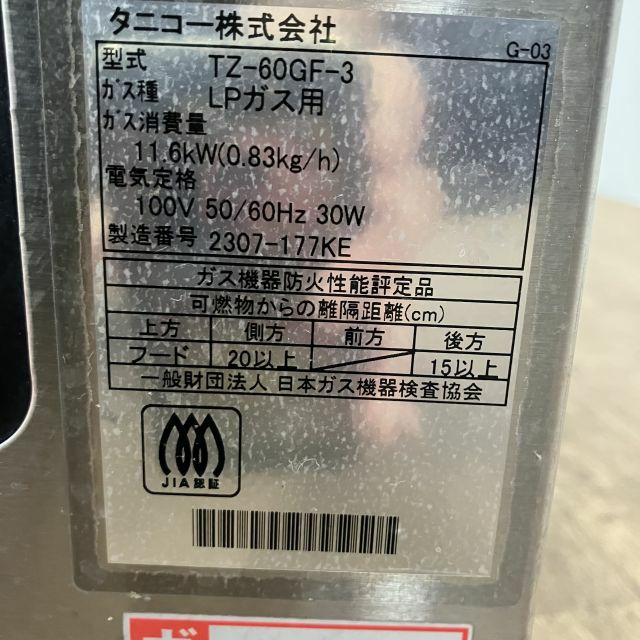 タニコー株式会社
G-03
型式 TZ-60GF-3
ガス種 LPガス用
ガス消費量
11.6kW(0.83kg/h)
電気定格
100V 50/60Hz 30W
製造番号 2307-177KE
ガス機器防火性能評定品
可燃物からの離隔距離(cm)
上方 側方 前方 後方
フード 20以上 15以上
一般財団法人 日本ガス機器検査協会
JIA認証